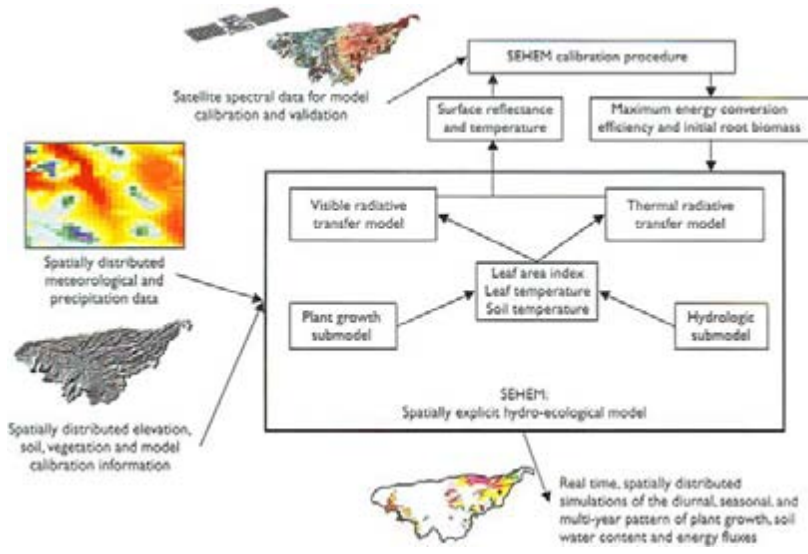 SEHEM calibration procedure
Satellite spectral data for model
calibration and validation
Surface reflectance
and temperature
Maximum energy conversion
efficiency and initial root biomass
Visible radiative
transfer model
Thermal radiative
transfer model
Spatially distributed
meteorological and
precipitation data
Leaf area index
Leaf temperature
Soil temperature
Plant growth
submodel
Hydrologic
submodel
SEHEM:
Spatially explicit hydro-ecological model
Spatially distributed elevation,
soil, vegetation and model
calibration information
Real time, spatially distributed
simulations of the diurnal, seasonal, and
multi-year pattern of plant growth, soil
water content and energy fluxes